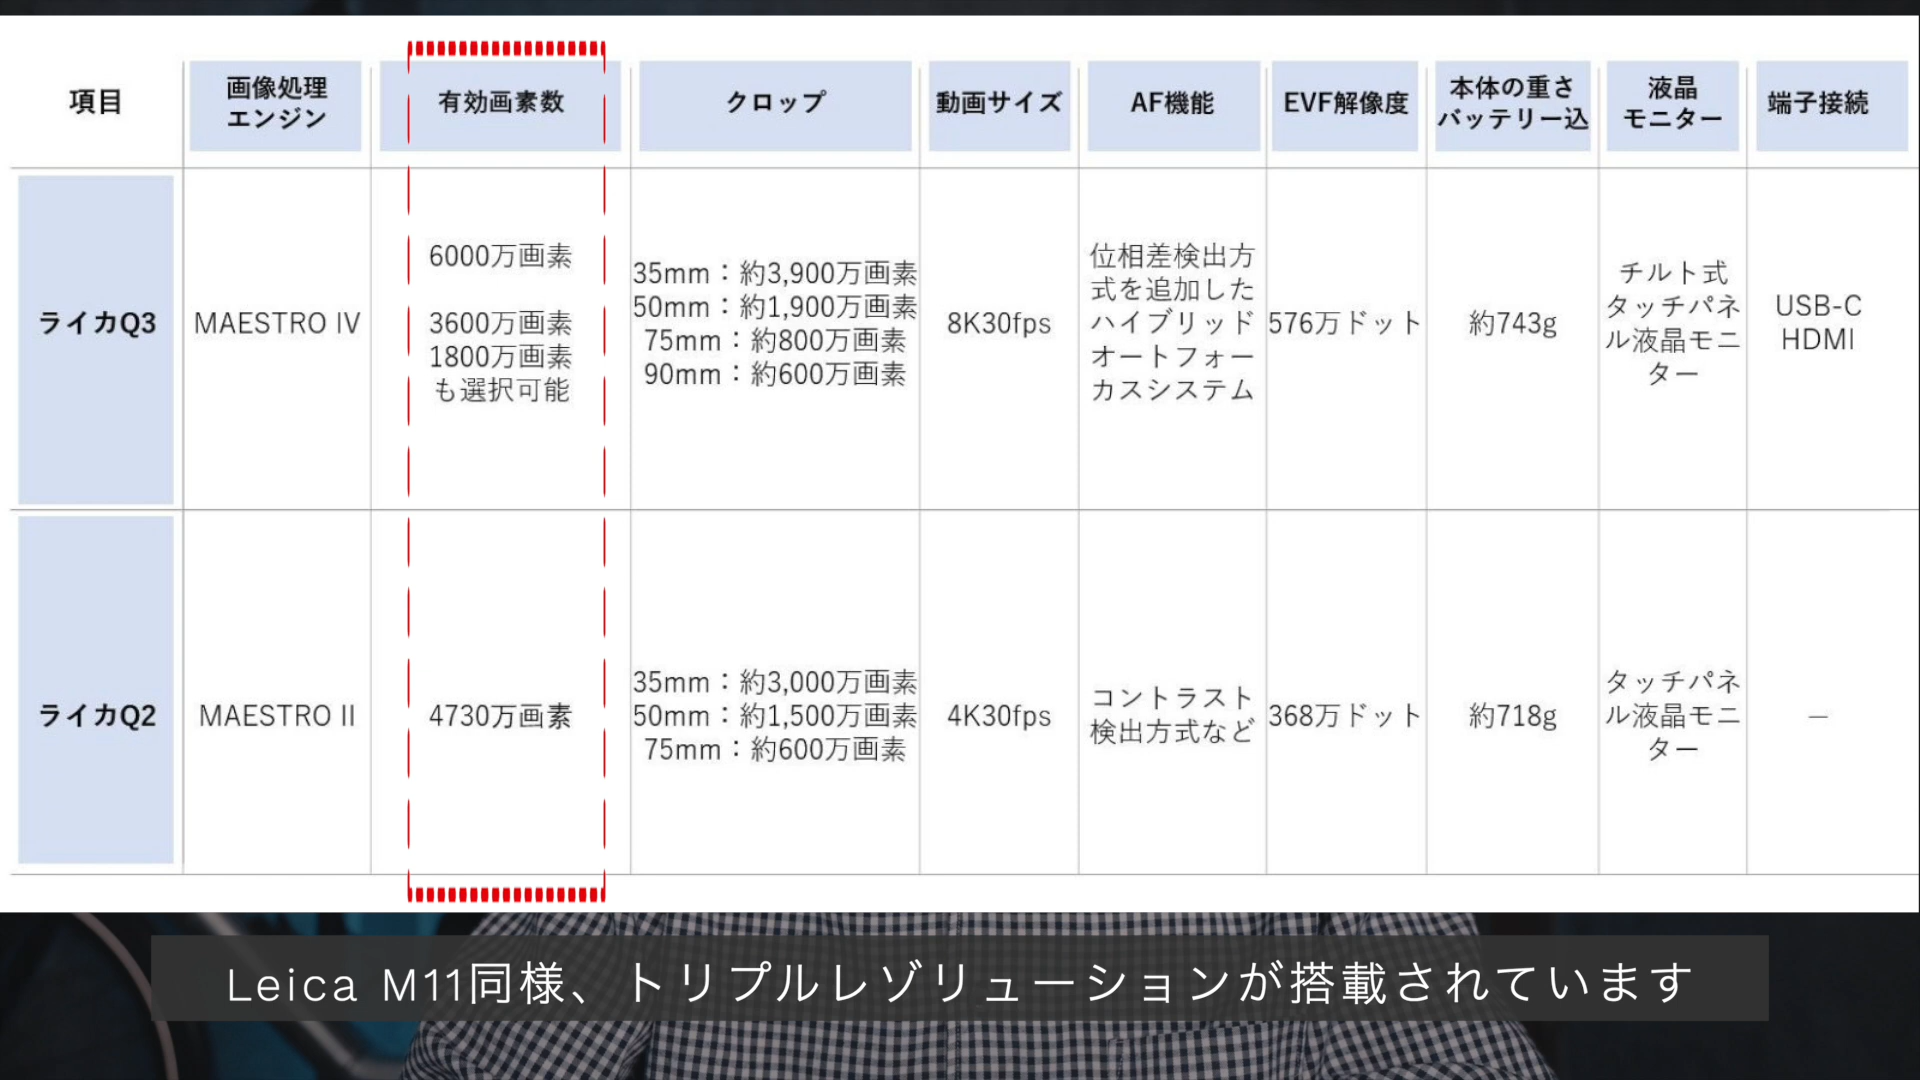 項目
画像処理
エンジン
有効画素数
クロップ
動画サイズ
AF機能
EVF解像度
本体の重さ
バッテリー込
液晶
モニター
端子接続
ライカQ3
MAESTRO IV
6000万画素
3600万画素
1800万画素
も選択可能
35mm：約3,900万画素
50mm：約1,900万画素
75mm：約800万画素
90mm：約600万画素
8K30fps
位相差検出方
式を追加した
ハイブリッド
オートフォー
カスシステム
576万ドット
約743g
チルト式
タッチパネ
ル液晶モニ
ター
USB-C
HDMI
ライカQ2
MAESTRO II
4730万画素
35mm：約3,000万画素
50mm：約1,500万画素
75mm：約600万画素
4K30fps
コントラスト
検出方式など
368万ドット
約718g
タッチパネ
ル液晶モニ
ター
―
Leica M11同様、トリプルレゾリューションが搭載されています